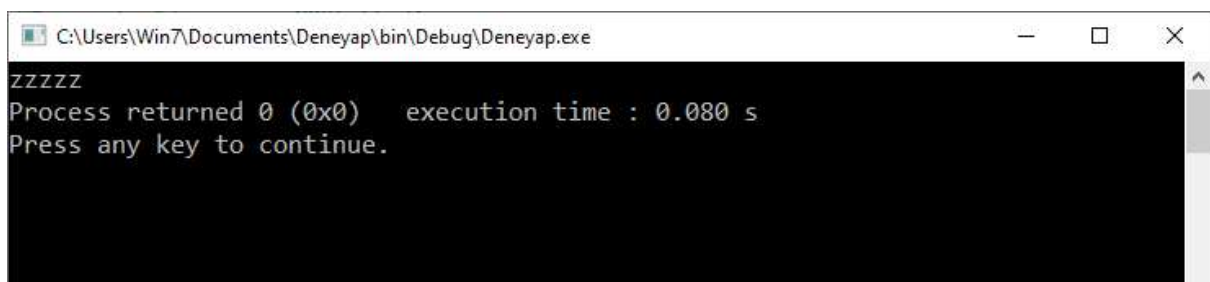 C:\Users\Win7\Documents\Deneyap\bin\Debug\Deneyap.exe
zzzzz
Process returned 0 (0x0)   execution time : 0.080 s
Press any key to continue.